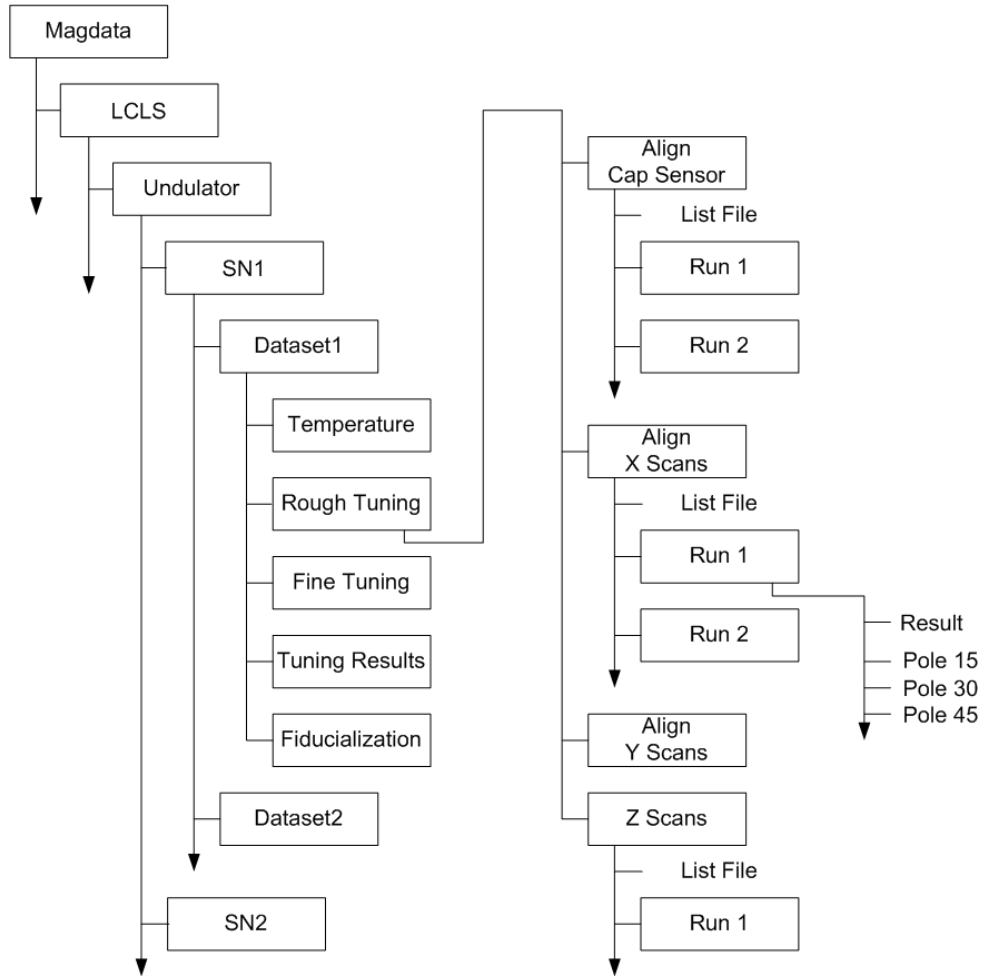 Magdata
LCLS
Undulator
SN1
Dataset1
Temperature
Rough Tuning
Fine Tuning
Tuning Results
Fiducialization
Dataset2
SN2
Align
Cap Sensor
List File
Run 1
Run 2
Align
X Scans
List File
Run 1
Run 2
Result
Pole 15
Pole 30
Pole 45
Align
Y Scans
Z Scans
List File
Run 1